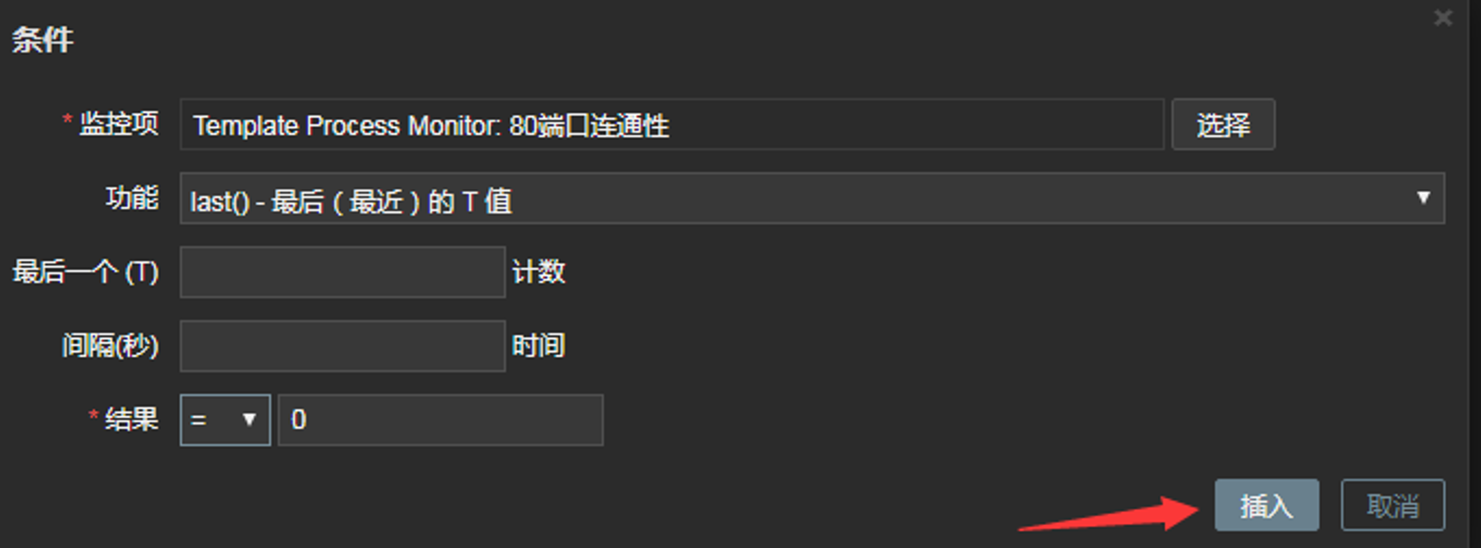 条件
* 监控项 Template Process Monitor: 80端口连通性 选择
功能 last() - 最后（最近）的 T 值
最后一个 (T) 计数
间隔(秒) 时间
* 结果 = 0
插入 取消